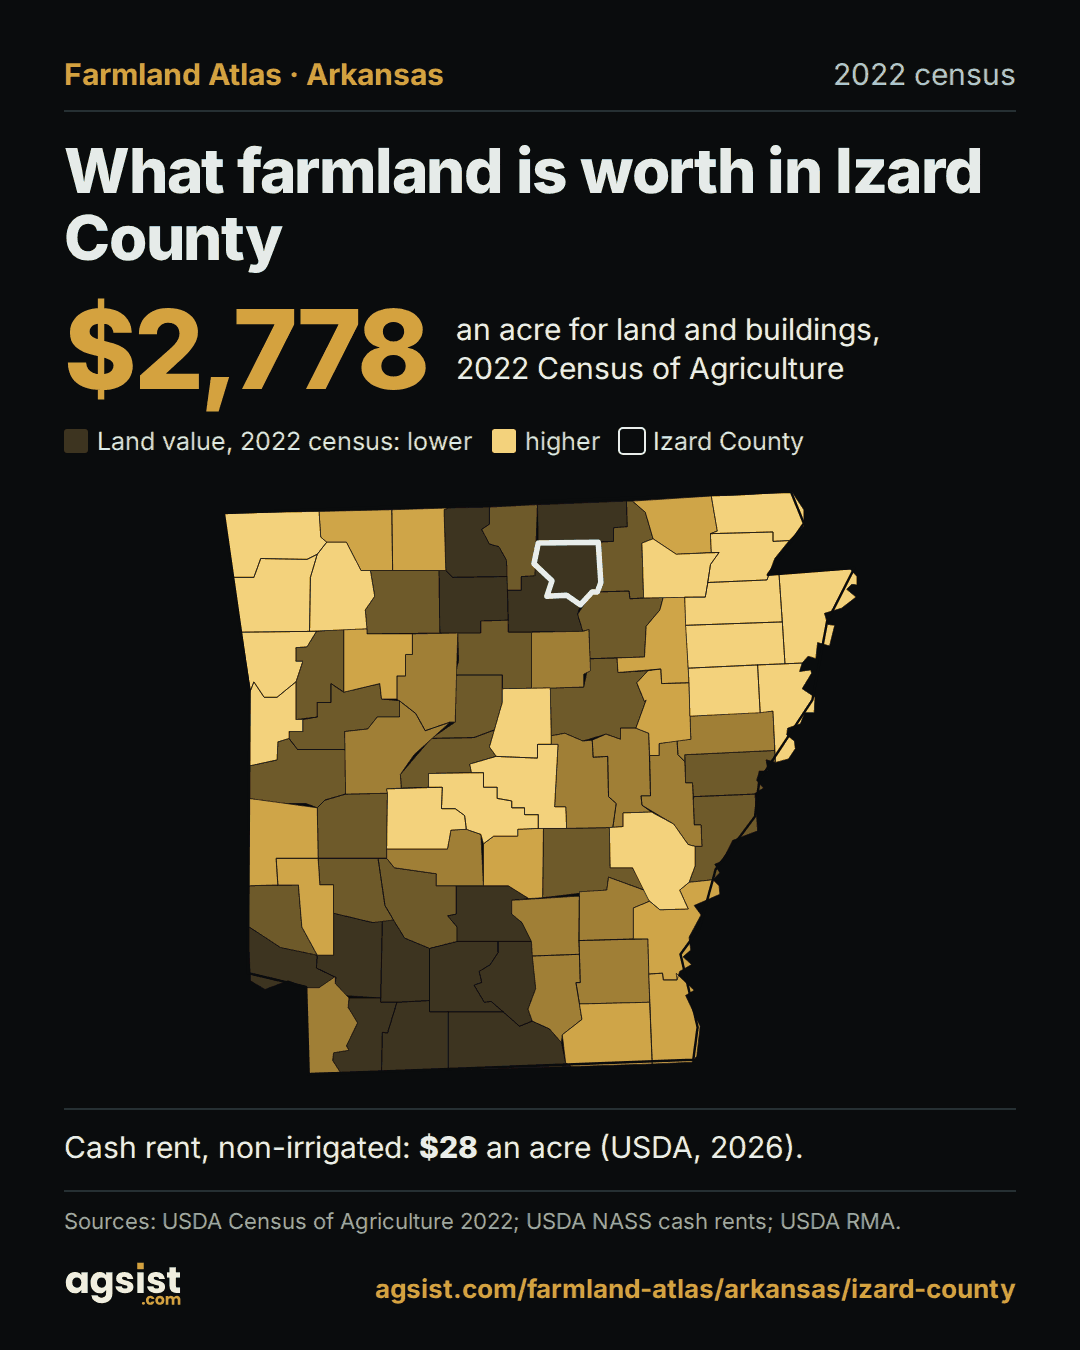 Farmland Atlas · Arkansas
2022 census
What farmland is worth in Izard
County
$2,778
an acre for land and buildings,
2022 Census of Agriculture
Land value, 2022 census: lower
higher
Izard County
Cash rent, non-irrigated: $28 an acre (USDA, 2026).
Sources: USDA Census of Agriculture 2022; USDA NASS cash rents; USDA RMA.
agsist
.com
agsist.com/farmland-atlas/arkansas/izard-county